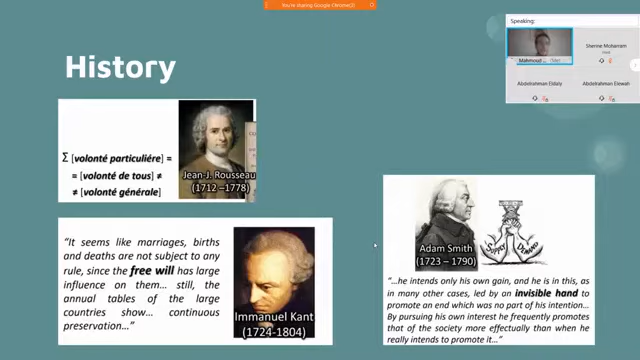 You're sharing Google Chrome
Speaking:
Sherine Moharram
Mahmoud ...
Abdelrahman Eldaly
Abdelrahman Elewah
History
Σ [volonté particuliére] =
= [volonté de tous] ≠
≠ [volonté générale]
Jean-J. Rousseau
(1712 –1778)
"It seems like marriages, births
and deaths are not subject to any
rule, since the free will has large
influence on them... still, the
annual tables of the large
countries show... continuous
preservation..."
Immanuel Kant
(1724-1804)
Adam Smith
(1723 – 1790)
SUPPLY DEMAND
"...he intends only his own gain, and he is in this, as
in many other cases, led by an invisible hand to
promote an end which was no part of his intention...
By pursuing his own interest he frequently promotes
that of the society more effectually than when he
really intends to promote it..."